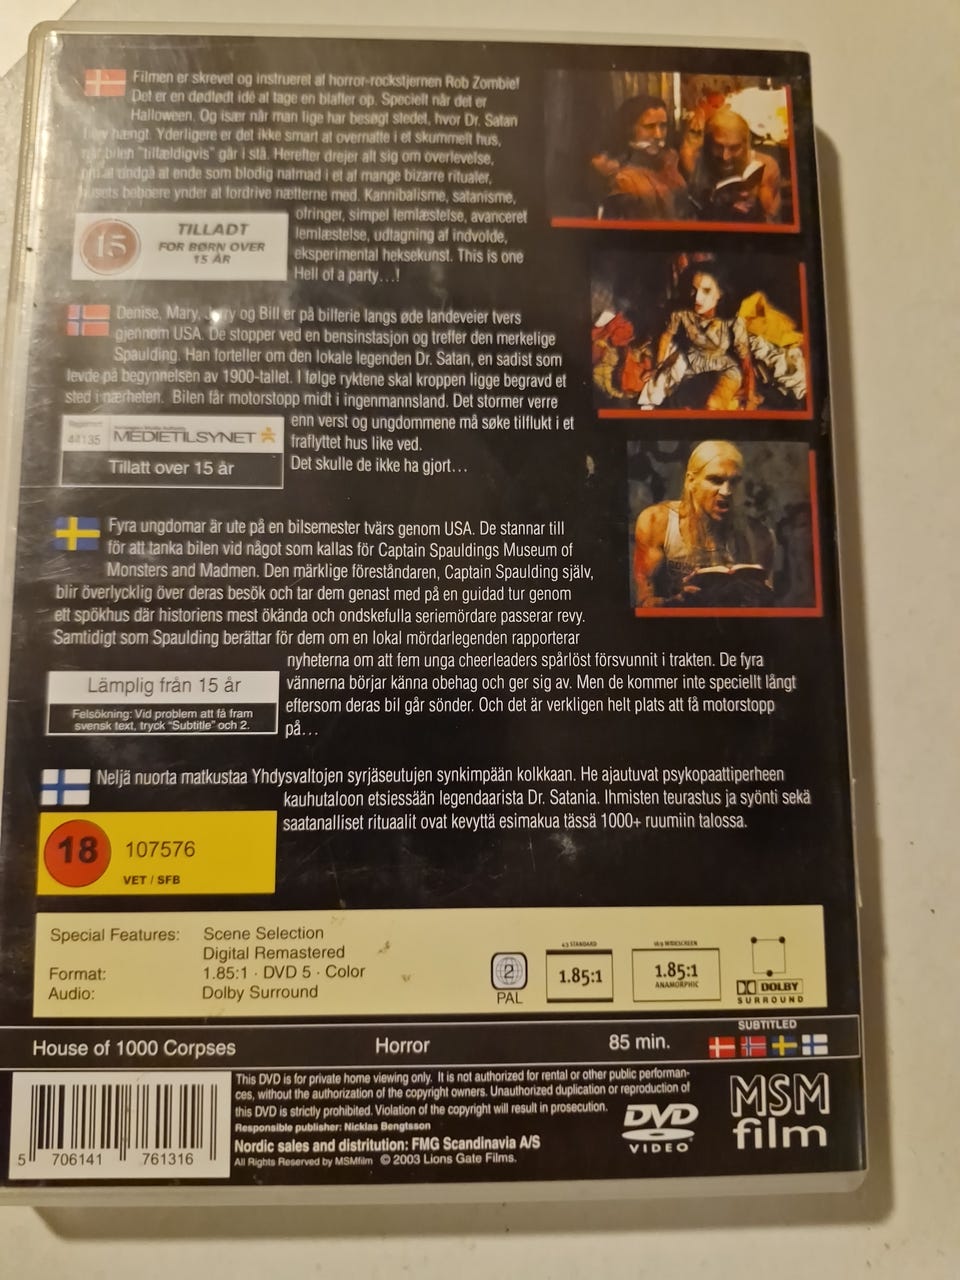 Filmen er skrevet og instrueret af horror-rockstjernen Rob Zombie!
Det er en dødfødt idé at tage en blaffer op. Specielt når det er
Halloween. Og især når man lige har besøgt stedet, hvor Dr. Satan
blev hængt. Yderligere er det ikke smart at overnatte i et skummelt hus,
når bilen "tilfældigvis" går i stå. Herefter drejer alt sig om overlevelse,
om at undgå at ende som blodig natmad i et af mange bizarre ritualer,
husets beboere ynder at fordrive nætterne med. Kannibalisme, satanisme,
ofringer, simpel lemlæstelse, avanceret
lemlæstelse, udtagning af indvolde,
eksperimental heksekunst. This is one
Hell of a party...!
15
TILLADT
FOR BØRN OVER
15 ÅR
Denise, Mary, Jerry og Bill er på bilferie langs øde landeveier tvers
gjennom USA. De stopper ved en bensinstasjon og treffer den merkelige
Spaulding. Han forteller om den lokale legenden Dr. Satan, en sadist som
levde på begynnelsen av 1900-tallet. I følge ryktene skal kroppen ligge begravd et
sted i nærheten. Bilen får motorstopp midt i ingenmannsland. Det stormer verre
enn verst og ungdommene må søke tilflukt i et
fraflyttet hus like ved.
Det skulle de ikke ha gjort...
44135
MEDIETILSYNET
Tillatt over 15 år
Fyra ungdomar är ute på en bilsemester tvärs genom USA. De stannar till
för att tanka bilen vid något som kallas för Captain Spauldings Museum of
Monsters and Madmen. Den märklige föreståndaren, Captain Spaulding själv,
blir överlycklig över deras besök och tar dem genast med på en guidad tur genom
ett spökhus där historiens mest ökända och ondskefulla seriemördare passerar revy.
Samtidigt som Spaulding berättar för dem om en lokal mördarlegenden rapporterar
nyheterna om att fem unga cheerleaders spårlöst försvunnit i trakten. De fyra
vännerna börjar känna obehag och ger sig av. Men de kommer inte speciellt långt
eftersom deras bil går sönder. Och det är verkligen helt plats att få motorstopp
på...
Lämplig från 15 år
Felsökning: Vid problem att få fram
svensk text, tryck "Subtitle" och 2.
Neljä nuorta matkustaa Yhdysvaltojen syrjäseutujen synkimpään kolkkaan. He ajautuvat psykopaattiperheen
kauhutaloon etsiessään legendaarista Dr. Satania. Ihmisten teurastus ja syönti sekä
saatanalliset rituaalit ovat kevyttä esimakua tässä 1000+ ruumiin talossa.
18
107576
VET / SFB
Special Features: Scene Selection
Digital Remastered
Format: 1.85:1 · DVD 5 · Color
Audio: Dolby Surround
2
PAL
4:3 STANDARD
1.85:1
16:9 WIDESCREEN
1.85:1
ANAMORPHIC
DOLBY
SURROUND
House of 1000 Corpses
Horror
85 min.
SUBTITLED
This DVD is for private home viewing only. It is not authorized for rental or other public performan-
ces, without the authorization of the copyright owners. Unauthorized duplication or reproduction of
this DVD is strictly prohibited. Violation of the copyright will result in prosecution.
Responsible publisher: Nicklas Bengtsson
Nordic sales and distribution: FMG Scandinavia A/S
All Rights Reserved by MSMfilm © 2003 Lions Gate Films.
DVD
VIDEO
MSM
film
5 706141 761316